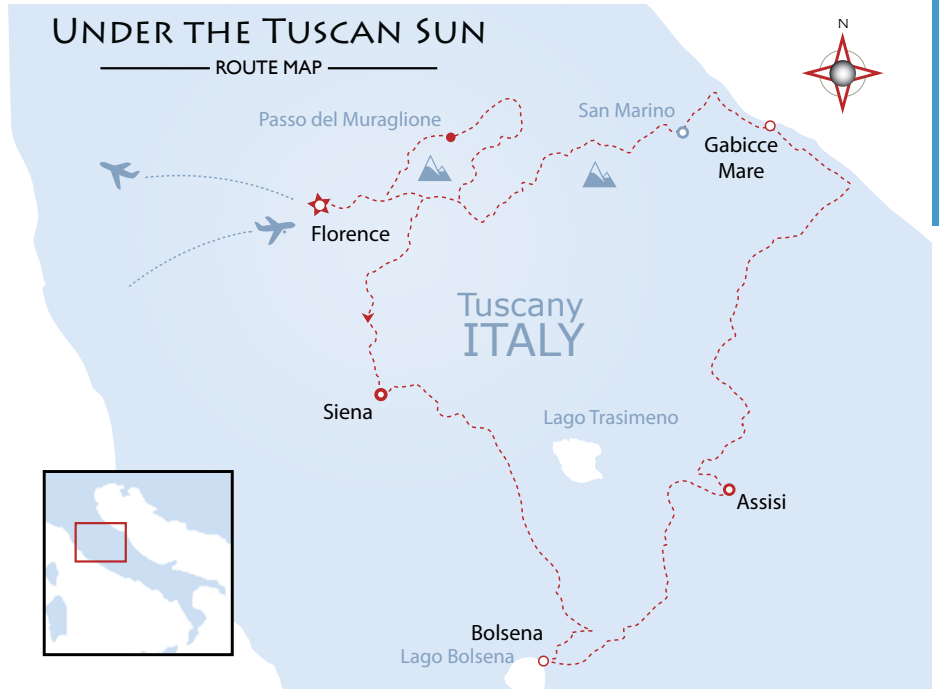 UNDER THE TUSCAN SUN
ROUTE MAP
N
Passo del Muraglione
San Marino
Gabicce
Mare
Florence
Tuscany
ITALY
Siena
Lago Trasimeno
Assisi
Bolsena
Lago Bolsena